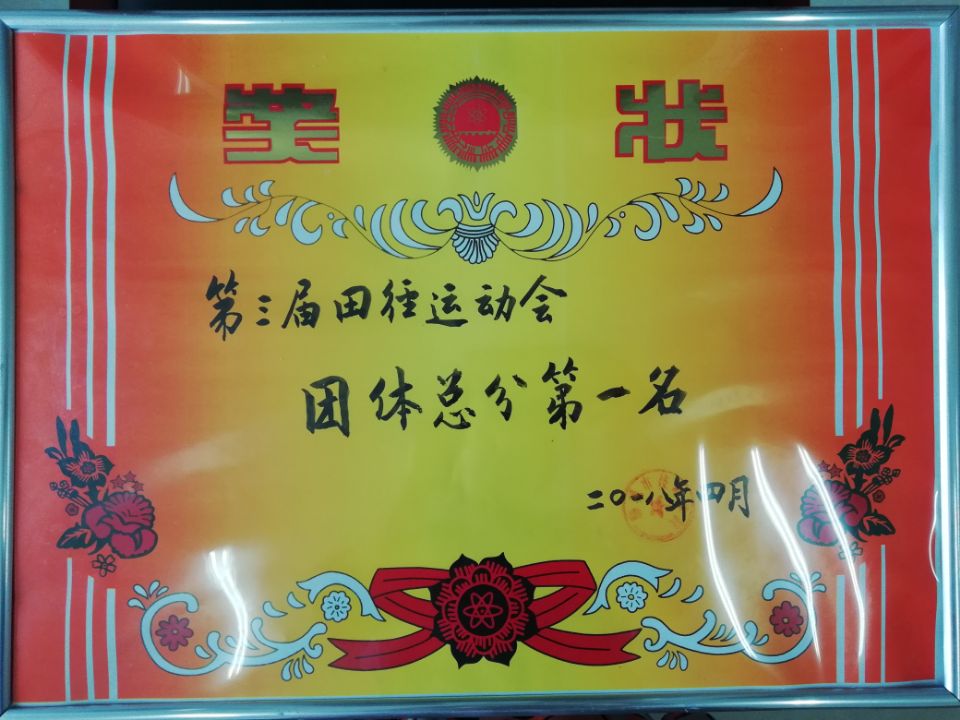 奖状
第三届田径运动会
团体总分第一名
二〇一八年四月